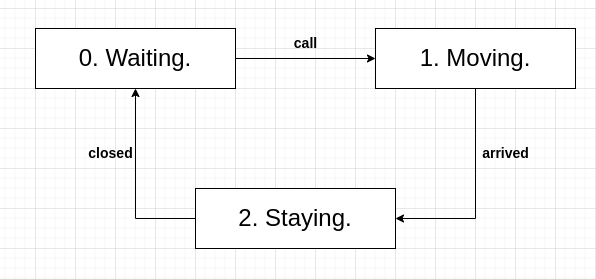 call
0. Waiting.
1. Moving.
closed
arrived
2. Staying.